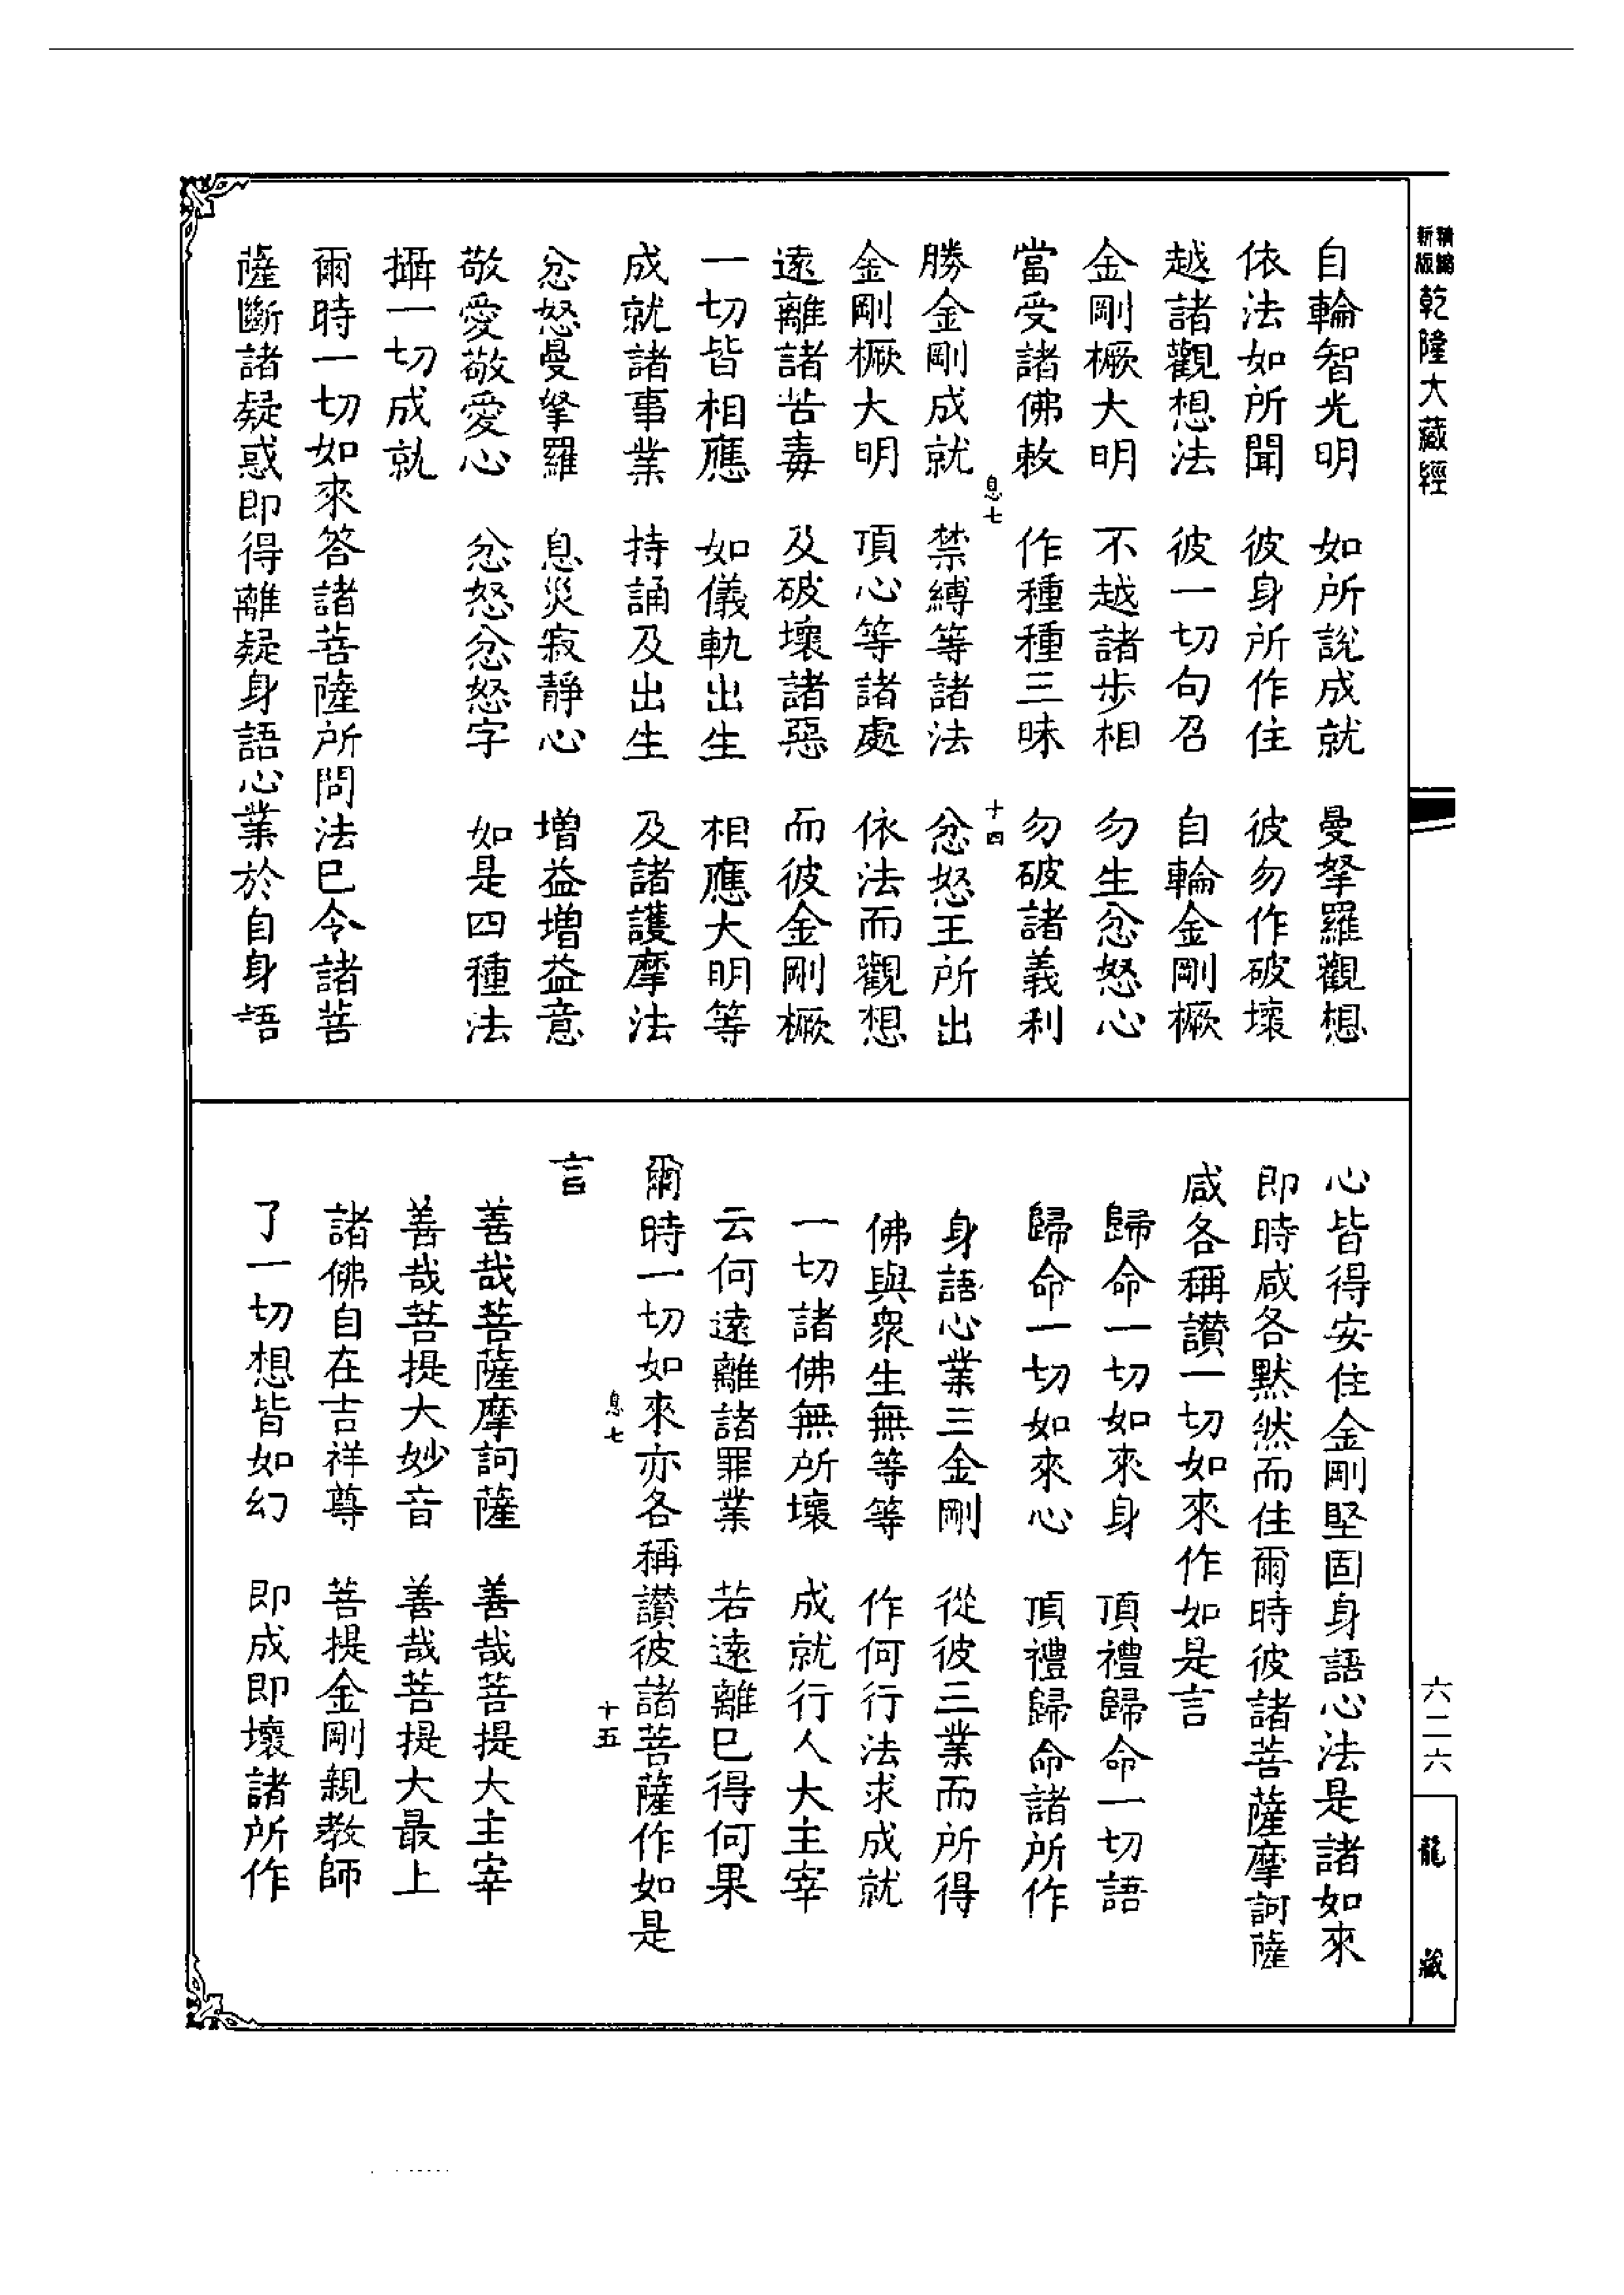 精編新版乾隆大藏經
自輪智光明　如所說成就　曼拏羅觀想
依法如所聞　彼身所作住　彼勿作破壞
越諸觀想法　彼一切句召　自輪金剛橛
金剛橛大明　不越諸步相　勿生忿怒心
當受諸佛敕　作種種三昧　勿破諸義利
息七　十四
勝金剛成就　禁縛等諸法　忿怒王所出
金剛橛大明　頂心等諸處　依法而觀想
遠離諸苦毒　及破壞諸惡　而彼金剛橛
一切皆相應　如儀軌出生　相應大明等
成就諸事業　持誦及出生　及諸護摩法
忿怒曼拏羅　息災寂靜心　增益增益意
敬愛敬愛心　忿怒忿怒字　如是四種法
攝一切成就
爾時一切如來答諸菩薩所問法巳令諸菩
薩斷諸疑惑即得離疑身語心業於自身語
心皆得安住金剛堅固身語心法是諸如來
即時咸各默然而住爾時彼諸菩薩摩訶薩
咸各稱讚一切如來作如是言
歸命一切如來身　頂禮歸命一切語
歸命一切如來心　頂禮歸命諸所作
身語心業三金剛　從彼三業而所得
佛與眾生無等等　作何行法求成就
一切諸佛無所壞　成就行人大主宰
云何遠離諸罪業　若遠離巳得何果
爾時一切如來亦各稱讚彼諸菩薩作如是
息七　十五
言
善哉菩薩摩訶薩　善哉菩提大主宰
善哉菩提大妙音　善哉菩提大最上
諸佛自在吉祥尊　菩提金剛親教師
了一切想皆如幻　即成即壞諸所作
六二六
龍藏